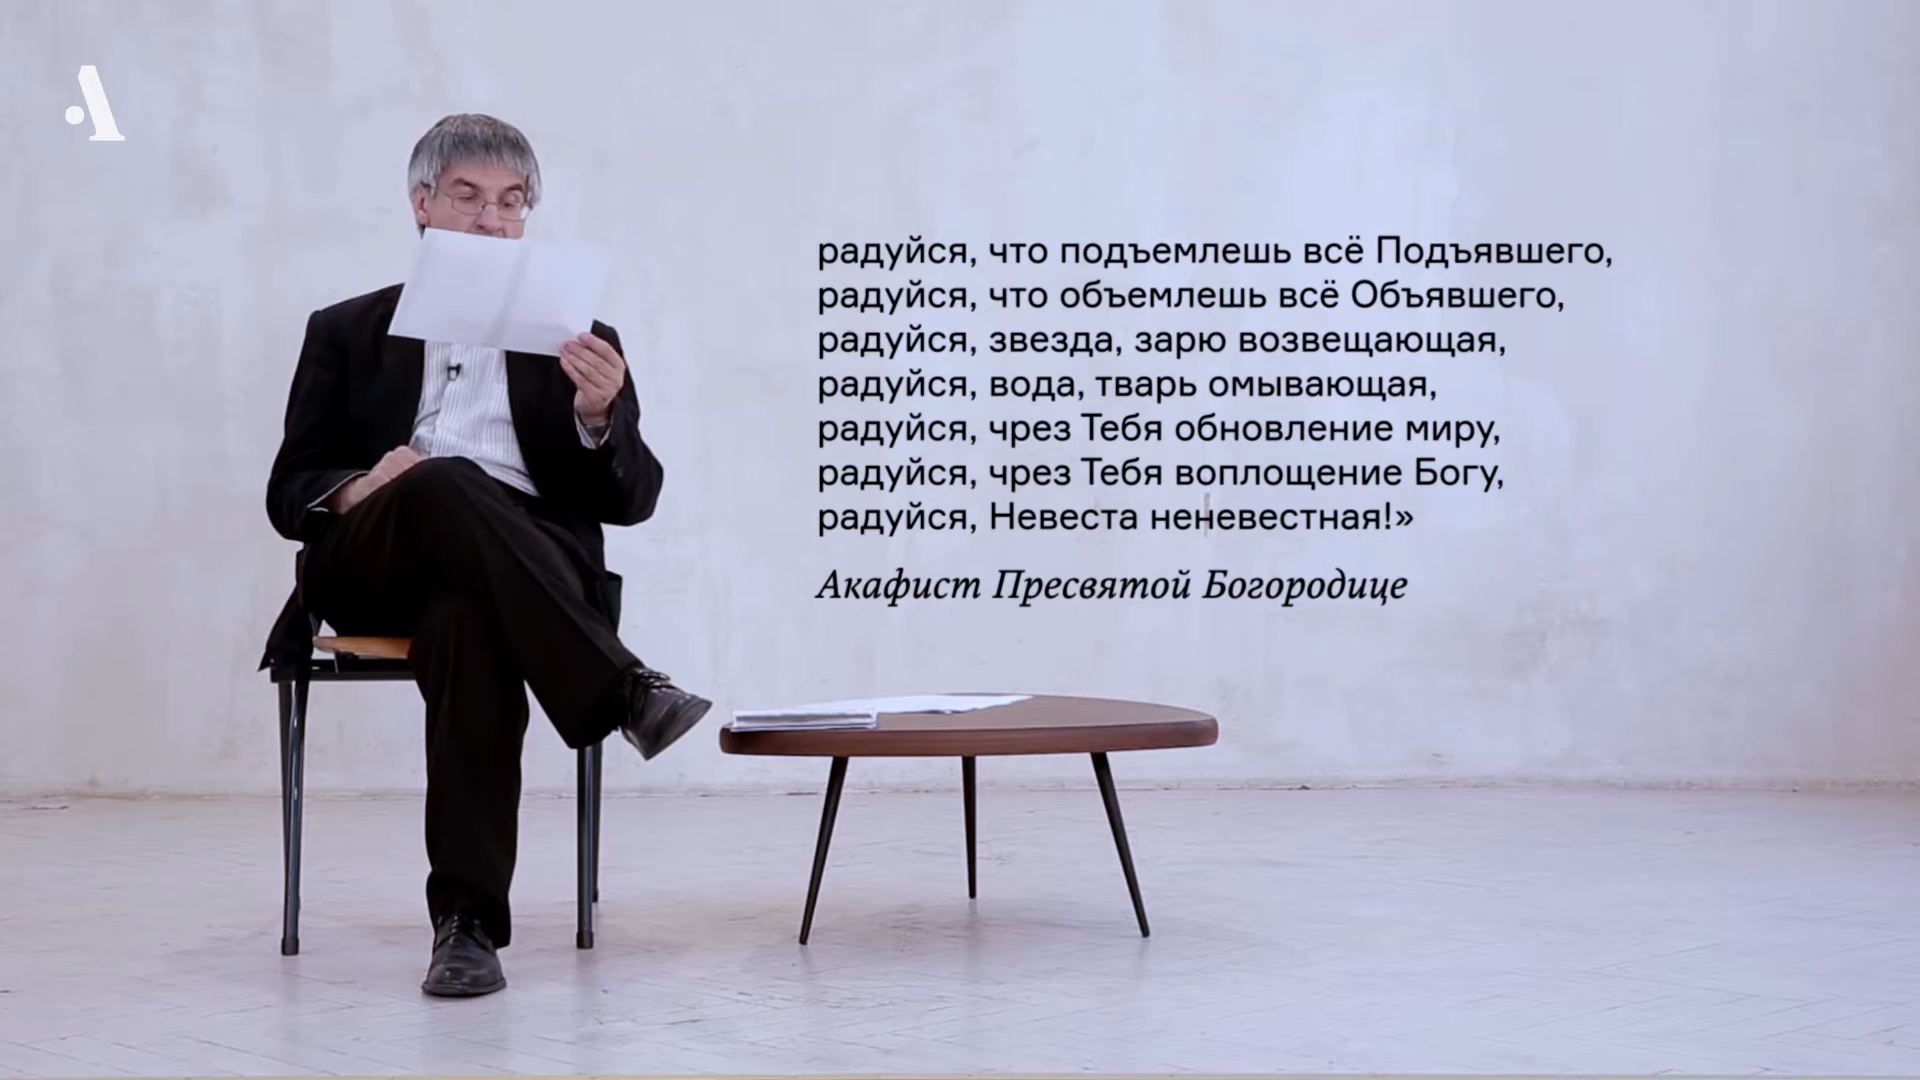 радуйся, что подъемлешь всё Подъявшего,
радуйся, что объемлешь всё Объявшего,
радуйся, звезда, зарю возвещающая,
радуйся, вода, тварь омывающая,
радуйся, чрез Тебя обновление миру,
радуйся, чрез Тебя воплощение Богу,
радуйся, Невеста неневестная!»
Акафист Пресвятой Богородице